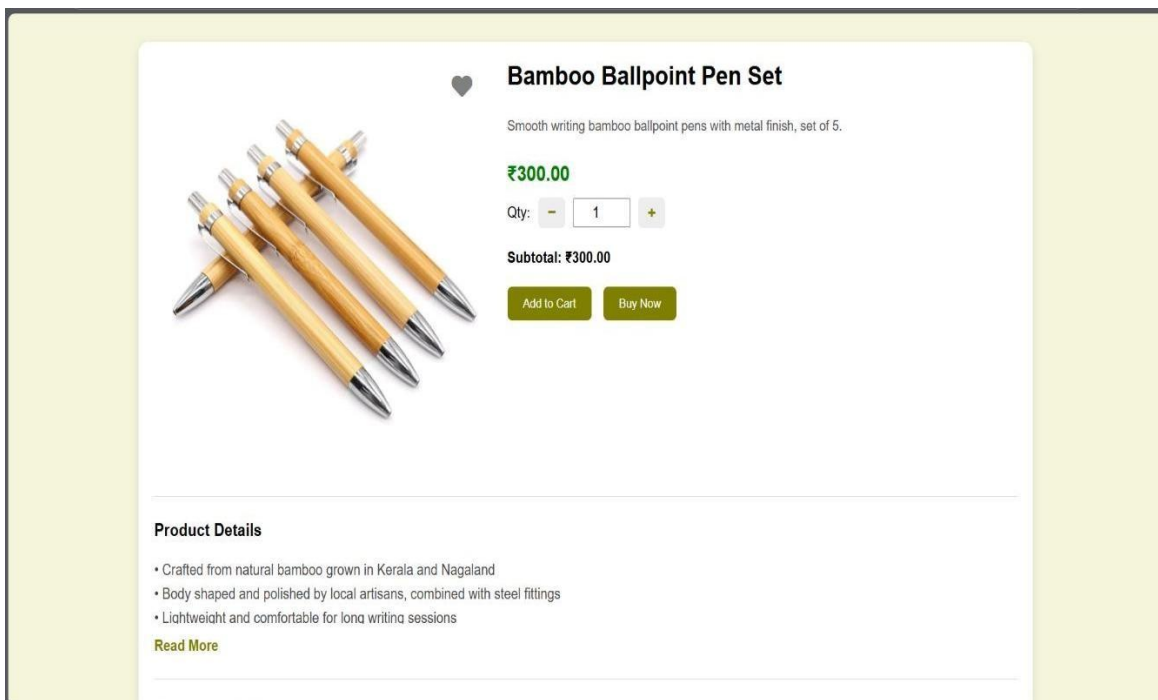 Bamboo Ballpoint Pen Set
Smooth writing bamboo ballpoint pens with metal finish, set of 5.
₹300.00
Qty: − 1 +
Subtotal: ₹300.00
Add to Cart Buy Now
Product Details
• Crafted from natural bamboo grown in Kerala and Nagaland
• Body shaped and polished by local artisans, combined with steel fittings
• Lightweight and comfortable for long writing sessions
Read More